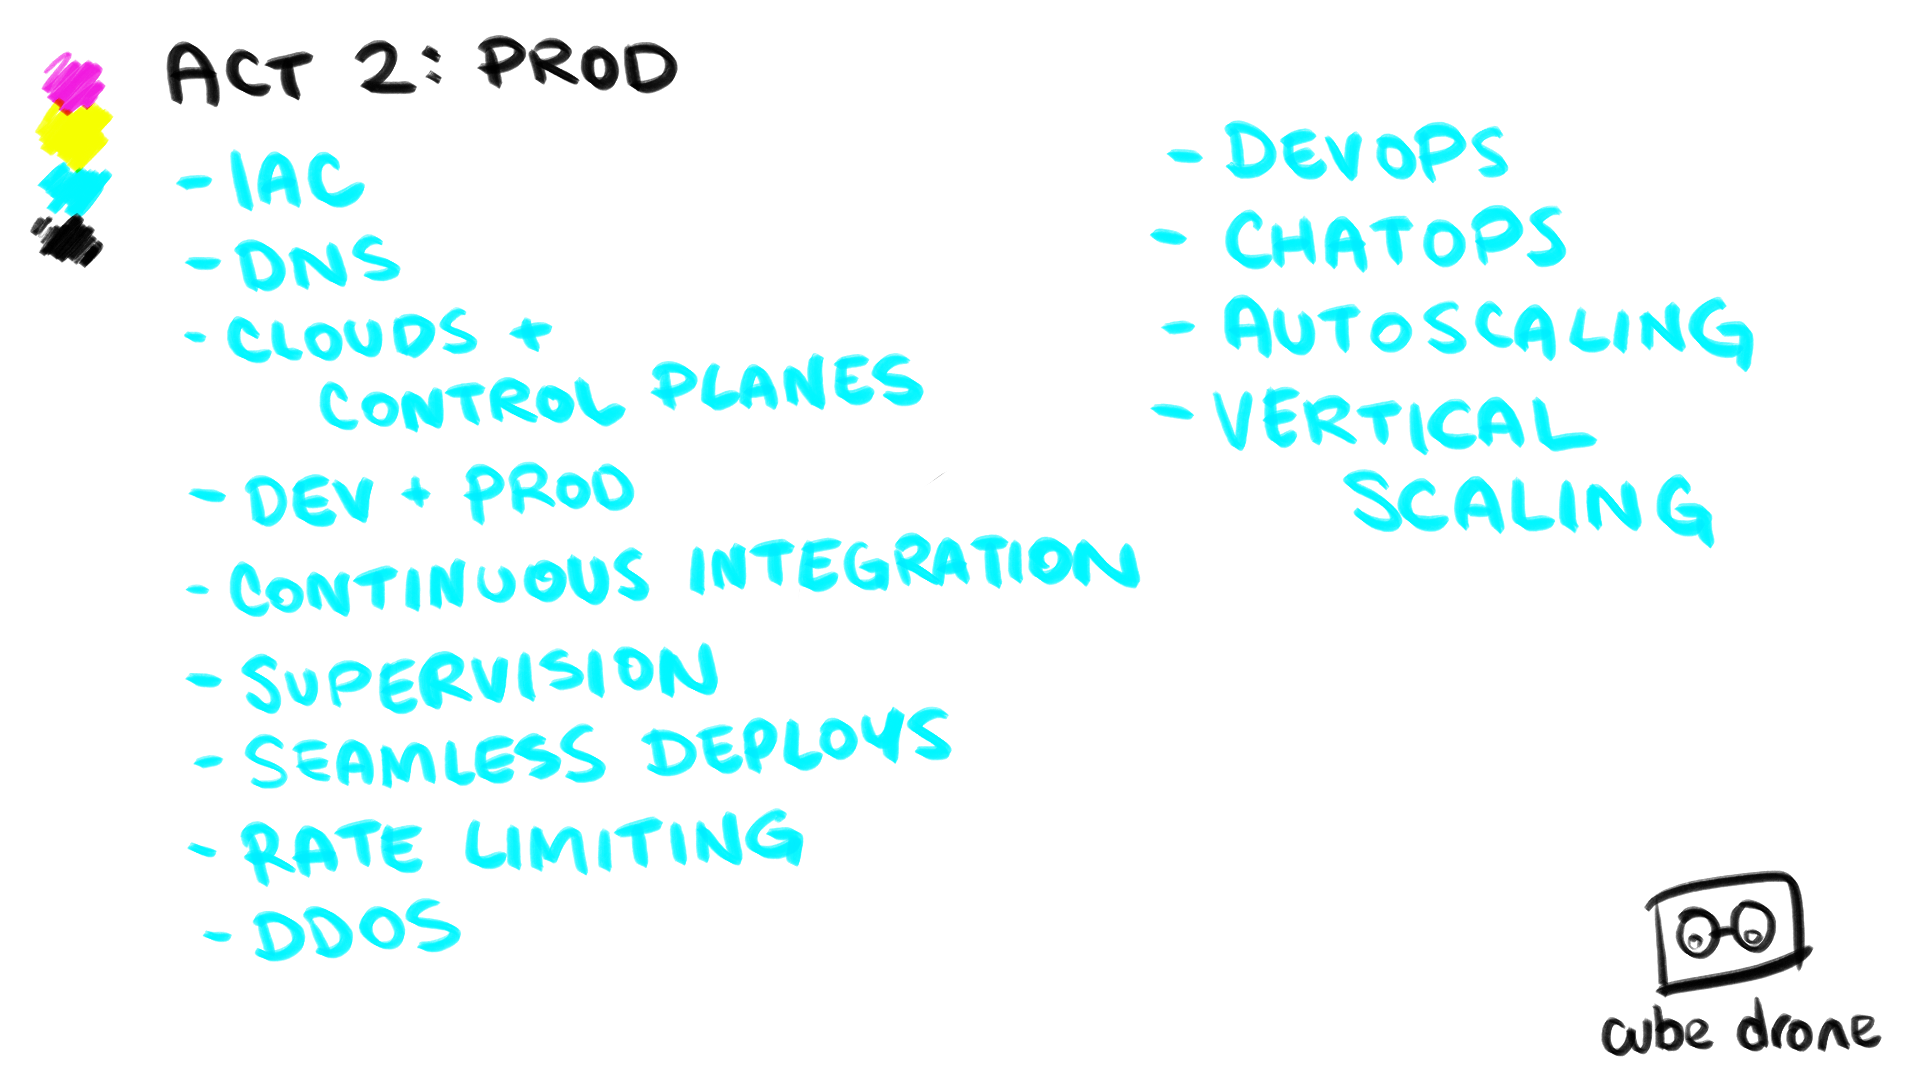 ACT 2: PROD
- IAC
- DNS
- CLOUDS +
CONTROL PLANES
- DEV + PROD
- CONTINUOUS INTEGRATION
- SUPERVISION
- SEAMLESS DEPLOYS
- RATE LIMITING
- DDOS
- DEVOPS
- CHATOPS
- AUTOSCALING
- VERTICAL
SCALING
cube drone